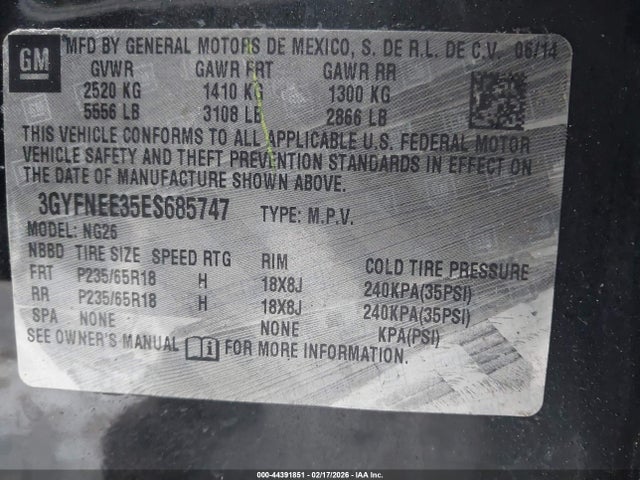 GM
MFD BY GENERAL MOTORS DE MEXICO, S. DE R.L. DE C.V. 06/14
GVWR GAWR FRT GAWR RR
2520 KG 1410 KG 1300 KG
5556 LB 3108 LB 2866 LB
THIS VEHICLE CONFORMS TO ALL APPLICABLE U.S. FEDERAL MOTOR
VEHICLE SAFETY AND THEFT PREVENTION STANDARDS IN EFFECT ON
THE DATE OF MANUFACTURE SHOWN ABOVE.
3GYFNEE35ES685747 TYPE: M.P.V.
MODEL: NG26
NBBD TIRE SIZE SPEED RTG RIM COLD TIRE PRESSURE
FRT P235/65R18 H 18X8J 240KPA(35PSI)
RR P235/65R18 H 18X8J 240KPA(35PSI)
SPA NONE NONE KPA(PSI)
SEE OWNER'S MANUAL FOR MORE INFORMATION.
000-44391851 - 02/17/2026 - IAAI, Inc.